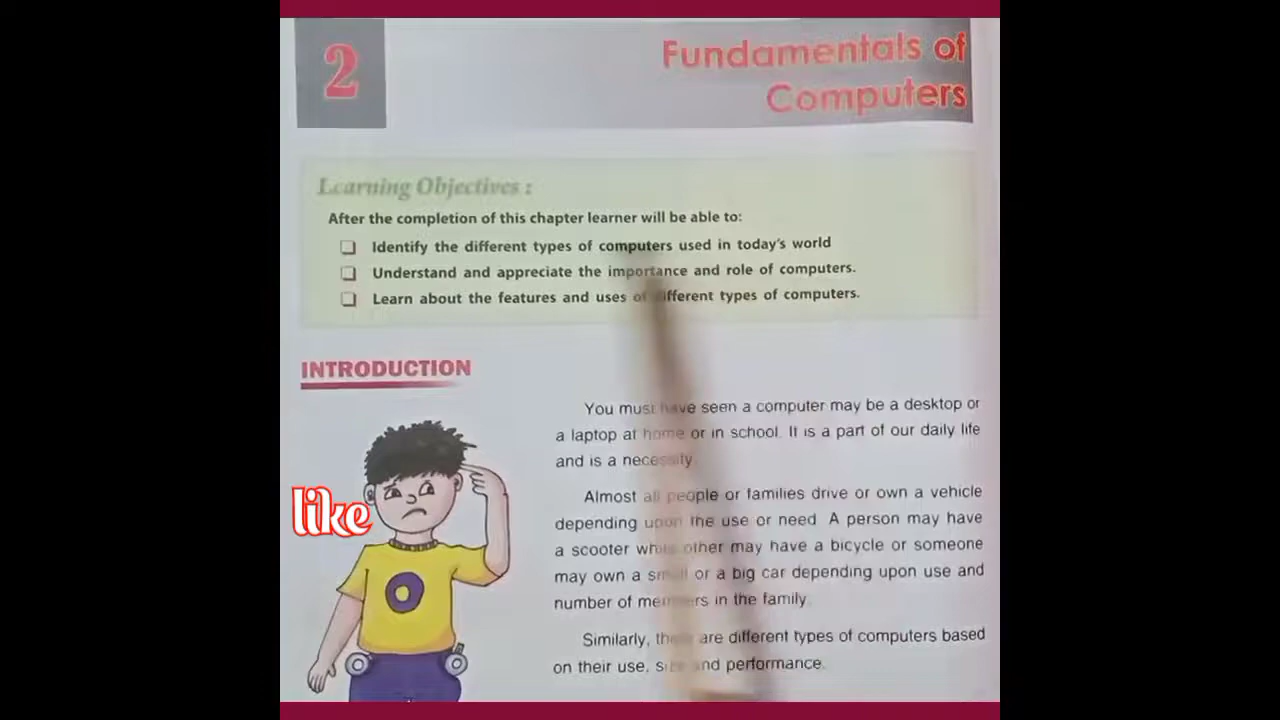 2
Fundamentals of
Computers
Learning Objectives :
After the completion of this chapter learner will be able to:
Identify the different types of computers used in today's world
Understand and appreciate the importance and role of computers.
Learn about the features and uses of different types of computers.
INTRODUCTION
You must have seen a computer may be a desktop or
a laptop at home or in school. It is a part of our daily life
and is a necessity.
Almost all people or families drive or own a vehicle
depending upon the use or need. A person may have
a scooter while other may have a bicycle or someone
may own a small or a big car depending upon use and
number of members in the family.
Similarly, there are different types of computers based
on their use, size and performance.
like